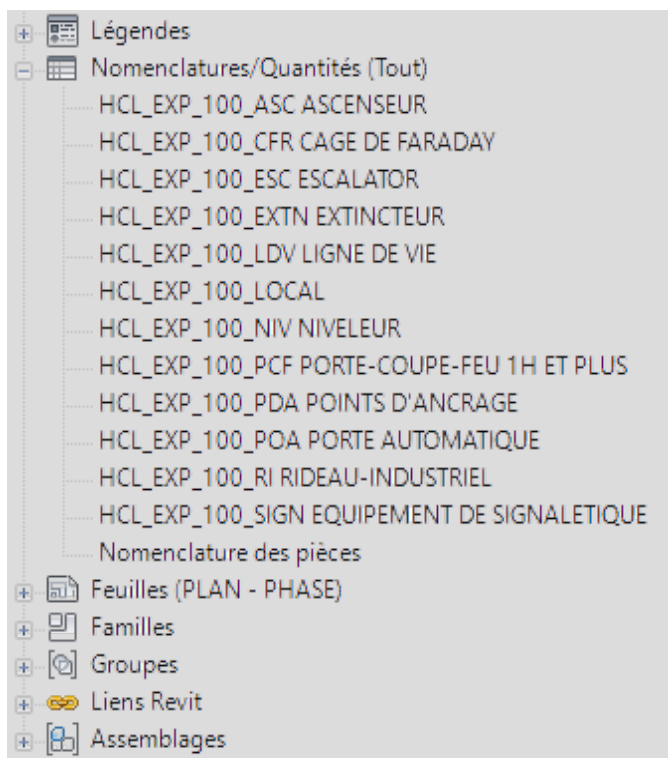 Légendes
Nomenclatures/Quantités (Tout)
HCL_EXP_100_ASC ASCENSEUR
HCL_EXP_100_CFR CAGE DE FARADAY
HCL_EXP_100_ESC ESCALATOR
HCL_EXP_100_EXTN EXTINCTEUR
HCL_EXP_100_LDV LIGNE DE VIE
HCL_EXP_100_LOCAL
HCL_EXP_100_NIV NIVELEUR
HCL_EXP_100_PCF PORTE-COUPE-FEU 1H ET PLUS
HCL_EXP_100_PDA POINTS D'ANCRAGE
HCL_EXP_100_POA PORTE AUTOMATIQUE
HCL_EXP_100_RI RIDEAU-INDUSTRIEL
HCL_EXP_100_SIGN EQUIPEMENT DE SIGNALETIQUE
Nomenclature des pièces
Feuilles (PLAN - PHASE)
Familles
Groupes
Liens Revit
Assemblages